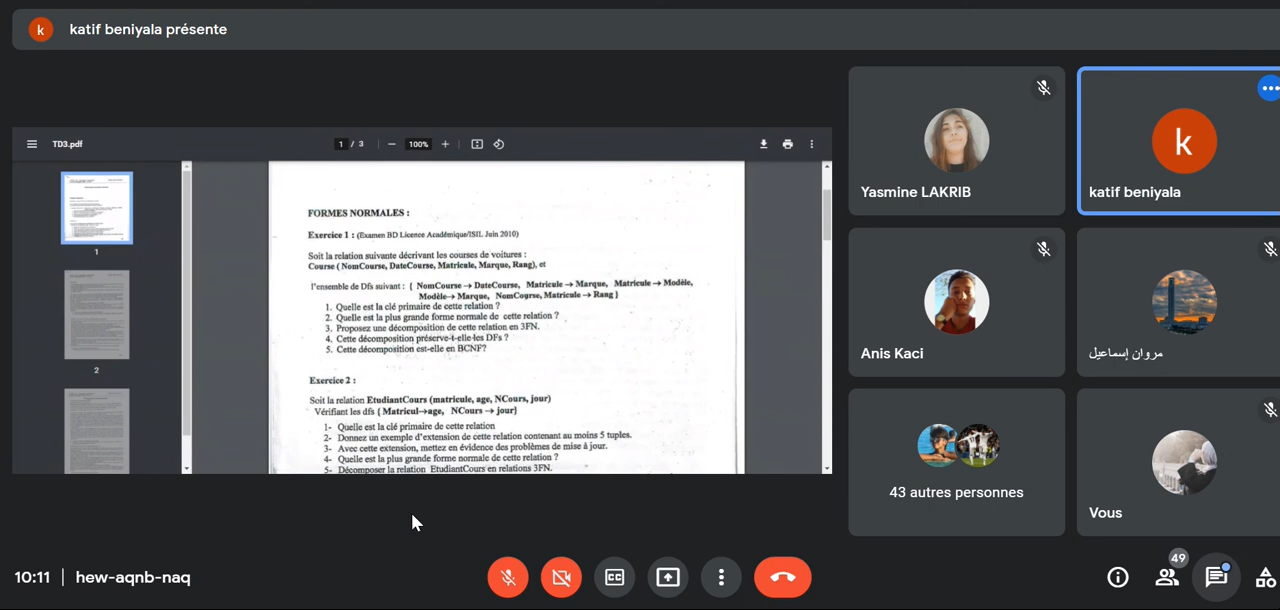 k
katif beniyala présente
TD3.pdf
1 / 3
100%
1
2
FORMES NORMALES :
Exercice 1 : (Examen BD Licence Académique/ISIL Juin 2010)
Soit la relation suivante décrivant les courses de voitures :
Course ( NomCourse, DateCourse, Matricule, Marque, Rang), et
l'ensemble de Dfs suivant : { NomCourse → DateCourse, Matricule → Marque, Matricule → Modèle,
Modèle→ Marque, NomCourse, Matricule → Rang }
1. Quelle est la clé primaire de cette relation ?
2. Quelle est la plus grande forme normale de cette relation ?
3. Proposez une décomposition de cette relation en 3FN.
4. Cette décomposition préserve-t-elle les DFs ?
5. Cette décomposition est-elle en BCNF?
Exercice 2 :
Soit la relation EtudiantCours (matricule, age, NCours, jour)
Vérifiant les dfs { Matricul→age, NCours → jour}
1- Quelle est la clé primaire de cette relation
2- Donnez un exemple d'extension de cette relation contenant au moins 5 tuples.
3- Avec cette extension, mettez en évidence des problèmes de mise à jour.
4- Quelle est la plus grande forme normale de cette relation ?
5- Décomposer la relation EtudiantCours en relations 3FN.
Yasmine LAKRIB
k
katif beniyala
Anis Kaci
مروان إسماعيل
43 autres personnes
Vous
10:11 | hew-aqnb-naq
CC
49